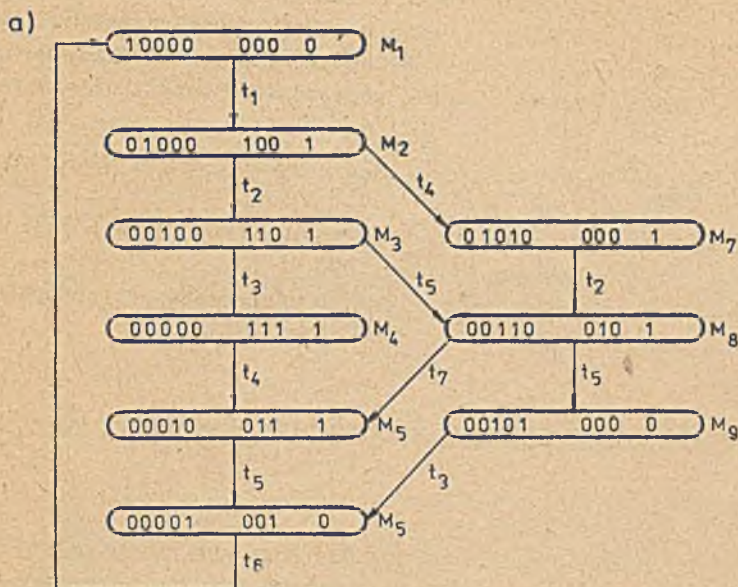 a)
10000 000 0 M1
t1
01000 100 1 M2
t4
t2
00100 110 1 M3
01010 000 1 M7
t3
t5
t2
00000 111 1 M4
00110 010 1 M8
t4
t7
t5
00010 011 1 M5
00101 000 0 M9
t5
t3
00001 001 0 M5
t6